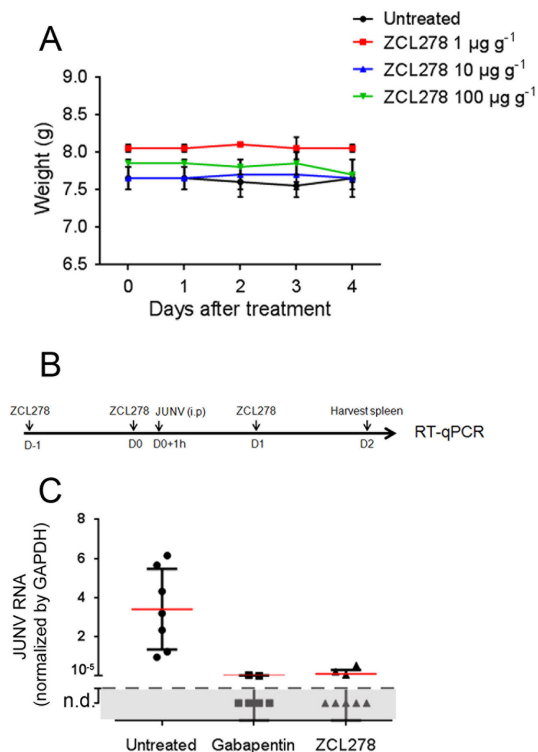 A
Untreated
ZCL278 1 µg g⁻¹
ZCL278 10 µg g⁻¹
ZCL278 100 µg g⁻¹
Weight (g)
9.0
8.5
8.0
7.5
7.0
6.5
0 1 2 3 4
Days after treatment
B
ZCL278 ZCL278 JUNV (i.p) ZCL278 Harvest spleen
D-1 D0 D0+1h D1 D2
RT-qPCR
C
JUNV RNA
(normalized by GAPDH)
8
6
4
2
10⁻⁵
n.d.
Untreated Gabapentin ZCL278